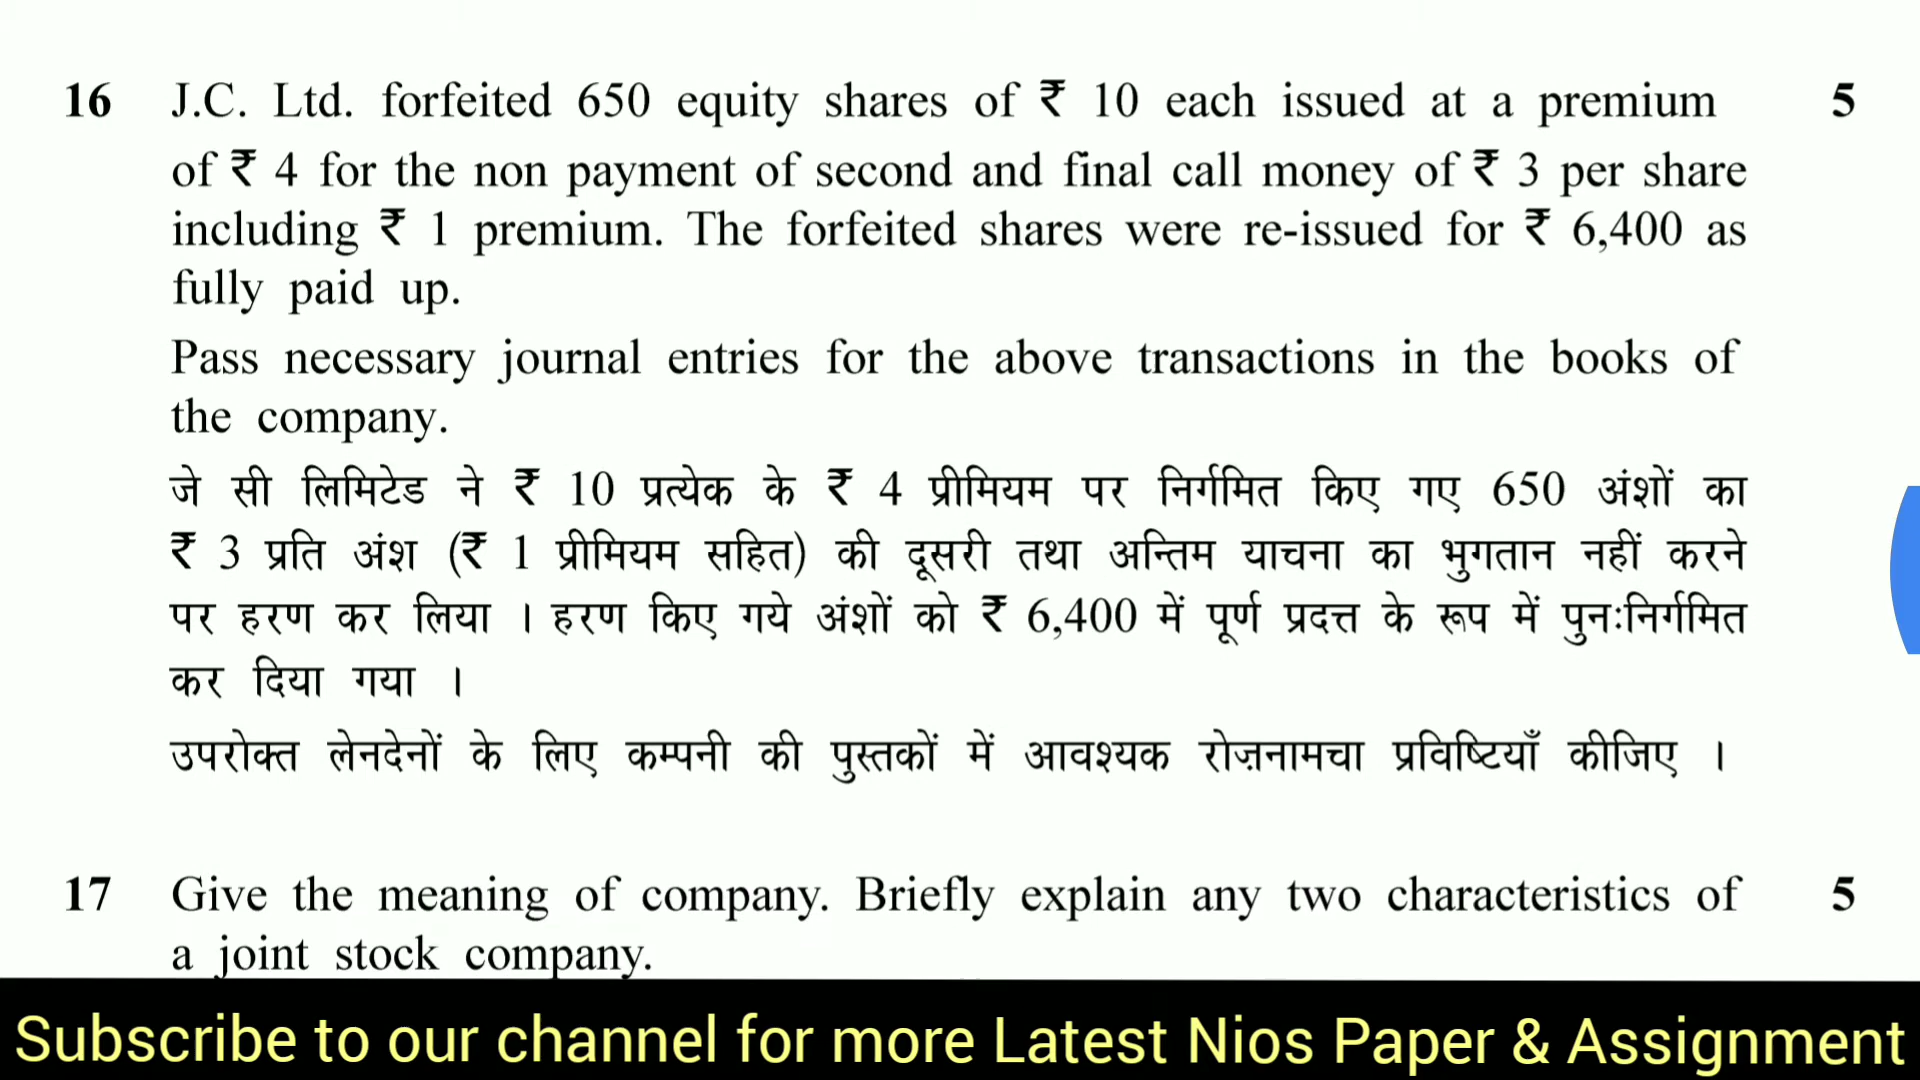 16 J.C. Ltd. forfeited 650 equity shares of ₹ 10 each issued at a premium 5
of ₹ 4 for the non payment of second and final call money of ₹ 3 per share
including ₹ 1 premium. The forfeited shares were re-issued for ₹ 6,400 as
fully paid up.
Pass necessary journal entries for the above transactions in the books of
the company.
जे सी लिमिटेड ने ₹ 10 प्रत्येक के ₹ 4 प्रीमियम पर निर्गमित किए गए 650 अंशों का
₹ 3 प्रति अंश (₹ 1 प्रीमियम सहित) की दूसरी तथा अन्तिम याचना का भुगतान नहीं करने
पर हरण कर लिया । हरण किए गये अंशों को ₹ 6,400 में पूर्ण प्रदत्त के रूप में पुनःनिर्गमित
कर दिया गया ।
उपरोक्त लेनदेनों के लिए कम्पनी की पुस्तकों में आवश्यक रोज़नामचा प्रविष्टियाँ कीजिए ।
17 Give the meaning of company. Briefly explain any two characteristics of 5
a joint stock company.
Subscribe to our channel for more Latest Nios Paper & Assignment